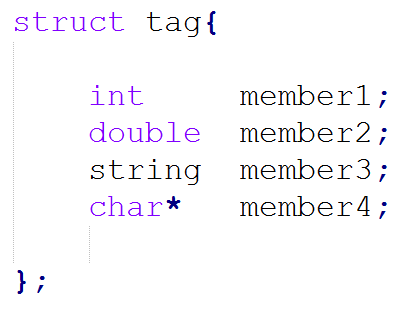 struct tag{
int member1;
double member2;
string member3;
char* member4;
};